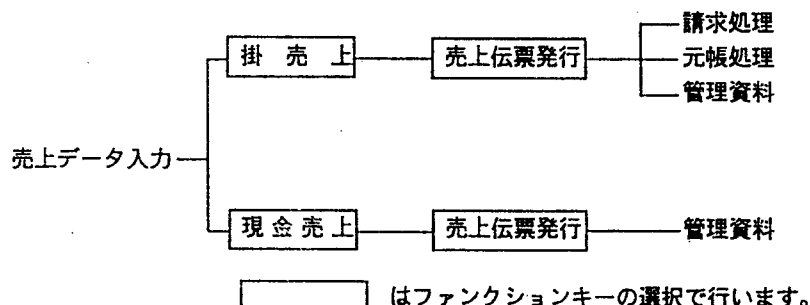 請求処理
掛売上 売上伝票発行 元帳処理
管理資料
売上データ入力
現金売上 売上伝票発行 管理資料
はファンクションキーの選択で行います。